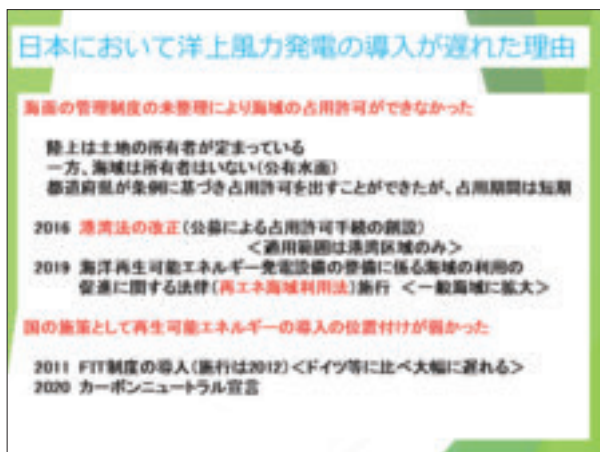 日本において洋上風力発電の導入が遅れた理由
海面の管理制度の未整理により海域の占用許可ができなかった
陸上は土地の所有者が定まっている
一方、海域は所有者はいない(公有水面)
都道府県が条例に基づき占用許可を出すことができたが、占用期間は短期
2016 港湾法の改正(公募による占用許可手続の創設)
<適用範囲は港湾区域のみ>
2019 海洋再生可能エネルギー発電設備の整備に係る海域の利用の
促進に関する法律(再エネ海域利用法)施行 <一般海域に拡大>
国の施策として再生可能エネルギーの導入の位置付けが弱かった
2011 FIT制度の導入(施行は2012)<ドイツ等に比べ大幅に遅れる>
2020 カーボンニュートラル宣言